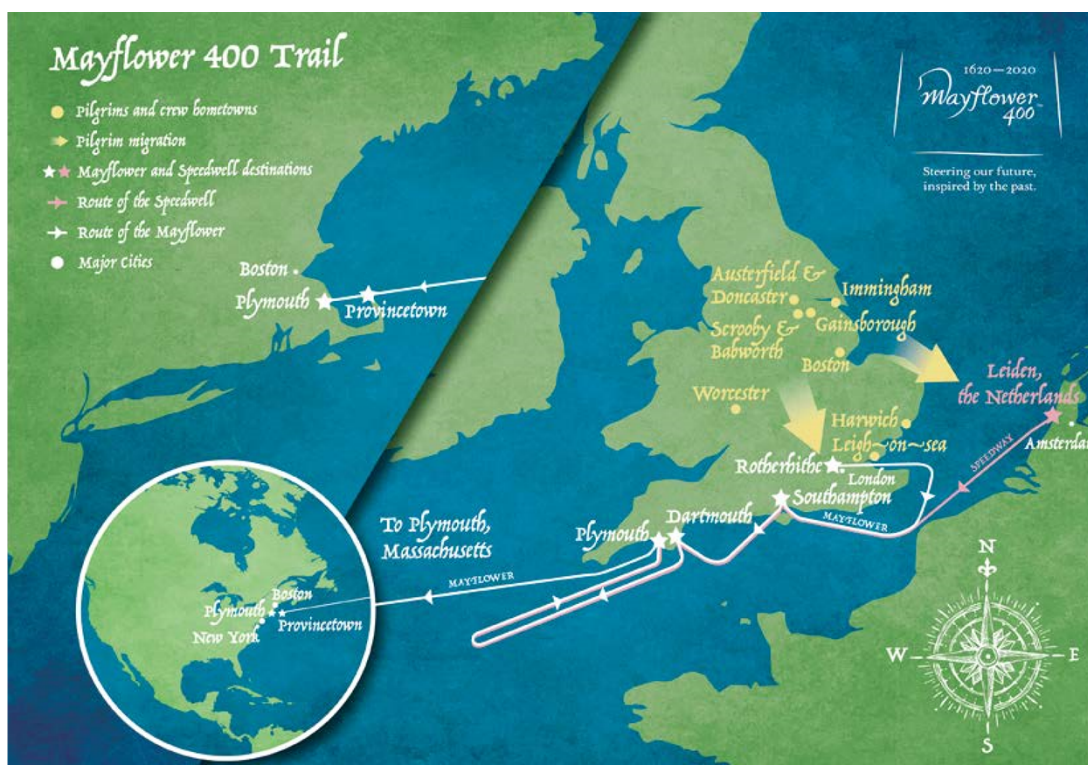 Mayflower 400 Trail
Pilgrims and crew hometowns
Pilgrim migration
Mayflower and Speedwell destinations
Route of the Speedwell
Route of the Mayflower
Major Cities
1620—2020
Mayflower
400™
Steering our future,
inspired by the past.
Boston
Plymouth
Provincetown
Austerfield &
Doncaster
Immingham
Scrooby &
Babworth
Gainsborough
Boston
Worcester
Leiden,
the Netherlands
Harwich
Leigh~on~sea
Amsterda
SPEEDWAY
Rotherhithe
London
Southampton
MAYFLOWER
Dartmouth
Plymouth
To Plymouth,
Massachusetts
MAYFLOWER
Boston
Plymouth
Provincetown
New York
N
W
E
S